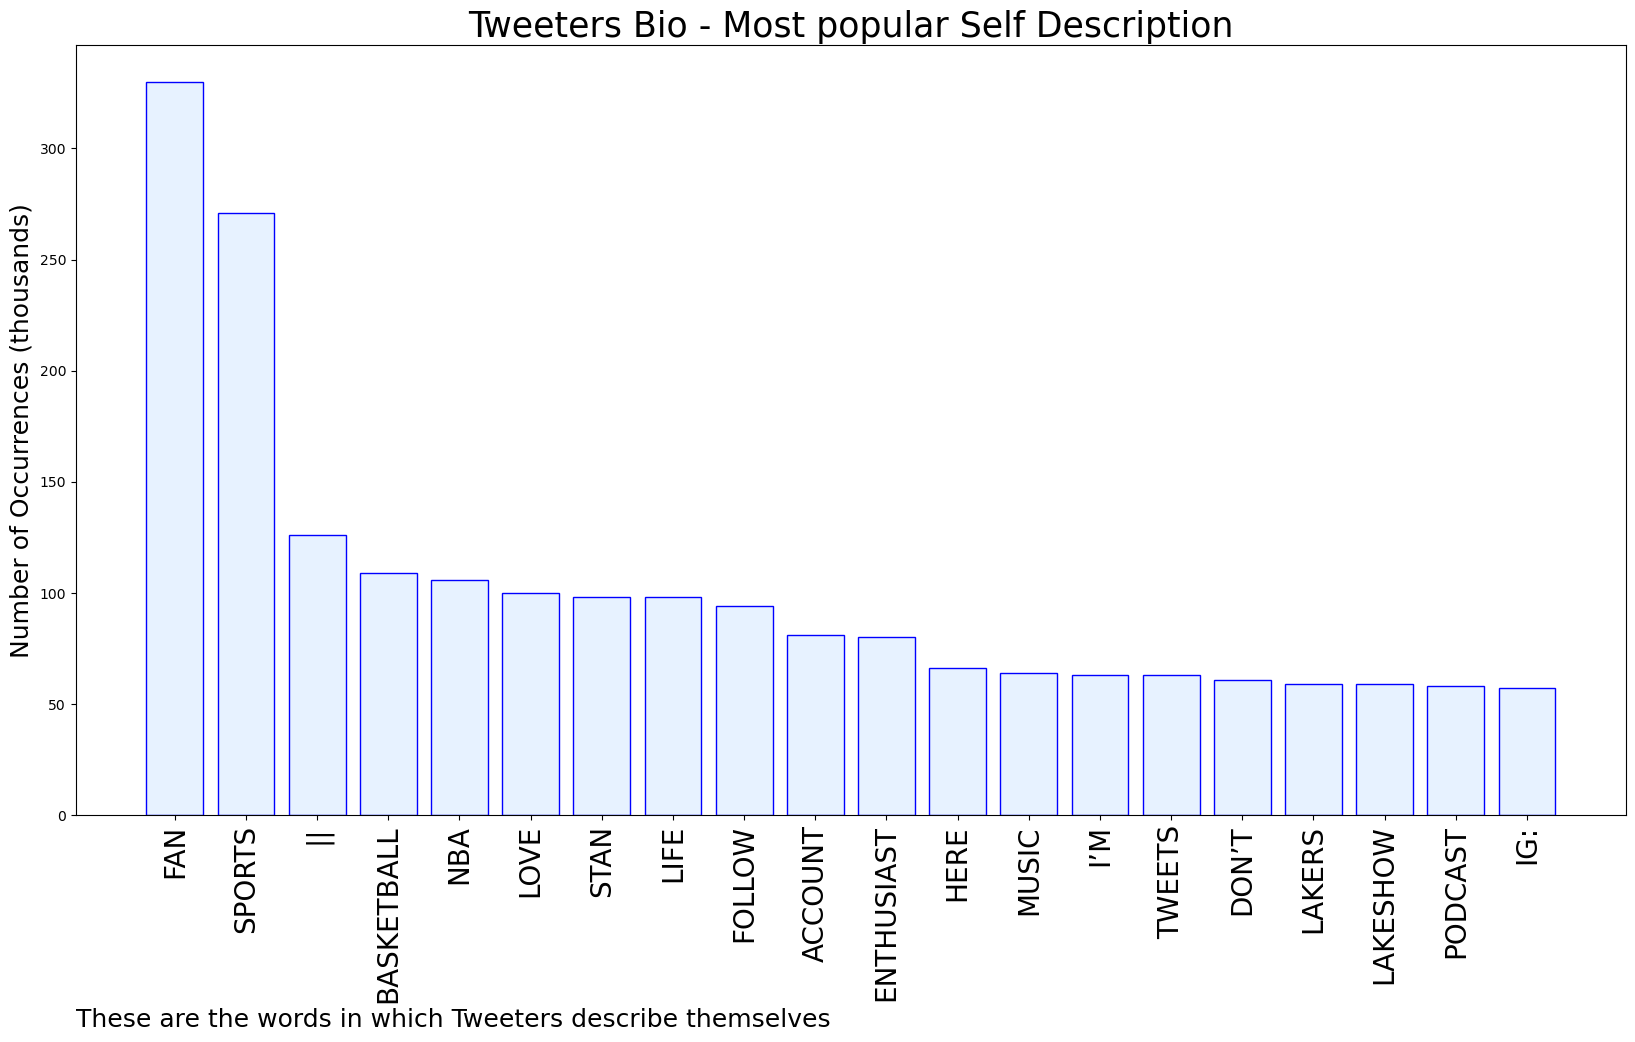 Tweeters Bio - Most popular Self Description
Number of Occurrences (thousands)
300
250
200
150
100
50
0
FAN
SPORTS
||
BASKETBALL
NBA
LOVE
STAN
LIFE
FOLLOW
ACCOUNT
ENTHUSIAST
HERE
MUSIC
I’M
TWEETS
DON’T
LAKERS
LAKESHOW
PODCAST
IG:
These are the words in which Tweeters describe themselves